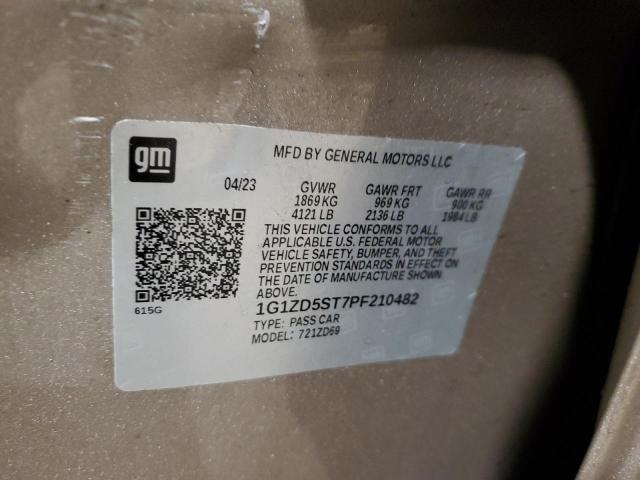 gm
MFD BY GENERAL MOTORS LLC
04/23 GVWR GAWR FRT GAWR RR
1869 KG 969 KG 900 KG
4121 LB 2136 LB 1984 LB
THIS VEHICLE CONFORMS TO ALL
APPLICABLE U.S. FEDERAL MOTOR
VEHICLE SAFETY, BUMPER, AND THEFT
PREVENTION STANDARDS IN EFFECT ON
THE DATE OF MANUFACTURE SHOWN
ABOVE.
615G
1G1ZD5ST7PF210482
TYPE: PASS CAR
MODEL: 721ZD69